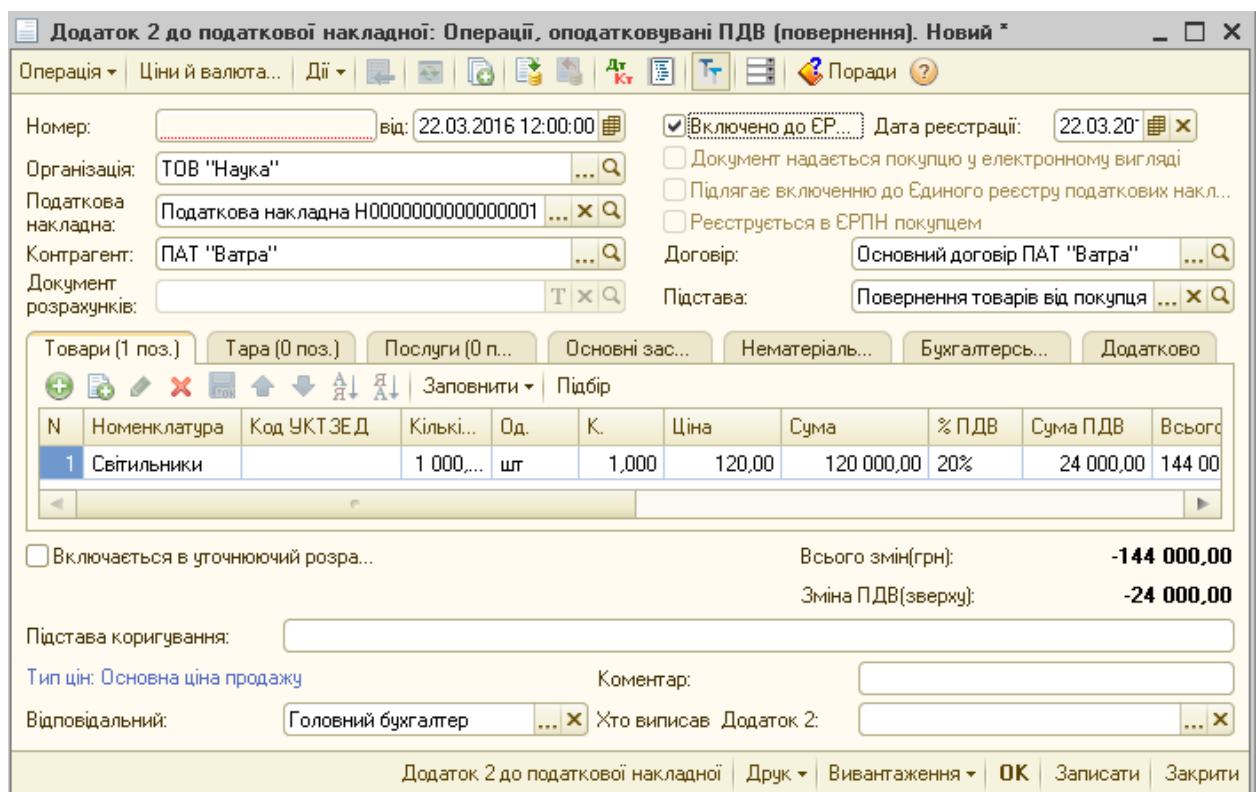 Додаток 2 до податкової накладної: Операції, оподатковувані ПДВ (повернення). Новий *
Операція Ціни й валюта... Дії Дт Кт Поради
Номер: від: 22.03.2016 12:00:00 Включено до ЄР... Дата реєстрації: 22.03.20
Організація: ТОВ "Наука" ... Документ надається покупцю у електронному вигляді
Податкова накладна: Податкова накладна Н0000000000000001 ... Підлягає включенню до Єдиного реєстру податкових накл...
Реєструється в ЄРПН покупцем
Контрагент: ПАТ "Ватра" ... Договір: Основний договір ПАТ "Ватра" ...
Документ розрахунків: T Підстава: Повернення товарів від покупця ...
Товари (1 поз.) Тара (0 поз.) Послуги (0 п... Основні зас... Нематеріаль... Бухгалтерсь... Додатково
Заповнити Підбір
N Номенклатура Код УКТЗЕД Кількі... Од. К. Ціна Сума % ПДВ Сума ПДВ Всього
1 Світильники 1 000,... шт 1,000 120,00 120 000,00 20% 24 000,00 144 00
Включається в уточнюючий розра... Всього змін(грн): -144 000,00
Зміна ПДВ(зверху): -24 000,00
Підстава коригування:
Тип цін: Основна ціна продажу Коментар:
Відповідальний: Головний бухгалтер ... Хто виписав Додаток 2: ...
Додаток 2 до податкової накладної Друк Вивантаження OK Записати Закрити